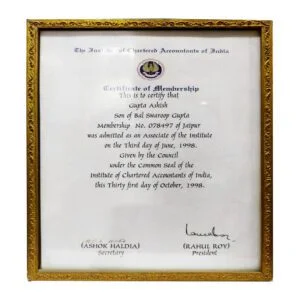 The Institute of Chartered Accountants of India
Certificate of Membership
This is to certify that
Gupta Ashish
Son of Bal Swaroop Gupta
Membership No. 078497 of Jaipur
was admitted as an Associate of the Institute
on the Third day of June, 1998.
Given by the Council
under the Common Seal of the
Institute of Chartered Accountants of India,
this Thirty first day of October, 1998.
(ASHOK HALDIA) (RAHUL ROY)
Secretary President